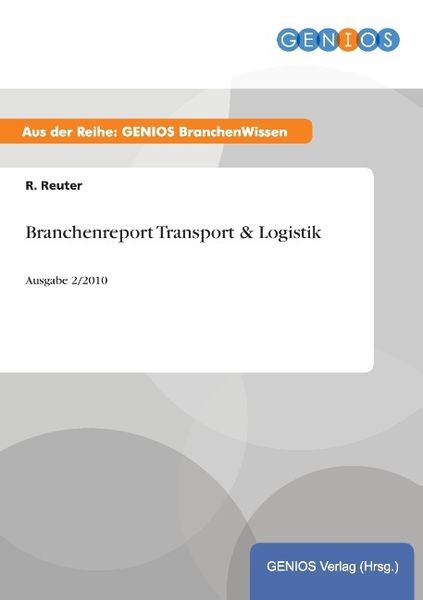 GENIOS
Aus der Reihe: GENIOS BranchenWissen
R. Reuter
Branchenreport Transport & Logistik
Ausgabe 2/2010
GENIOS Verlag (Hrsg.)